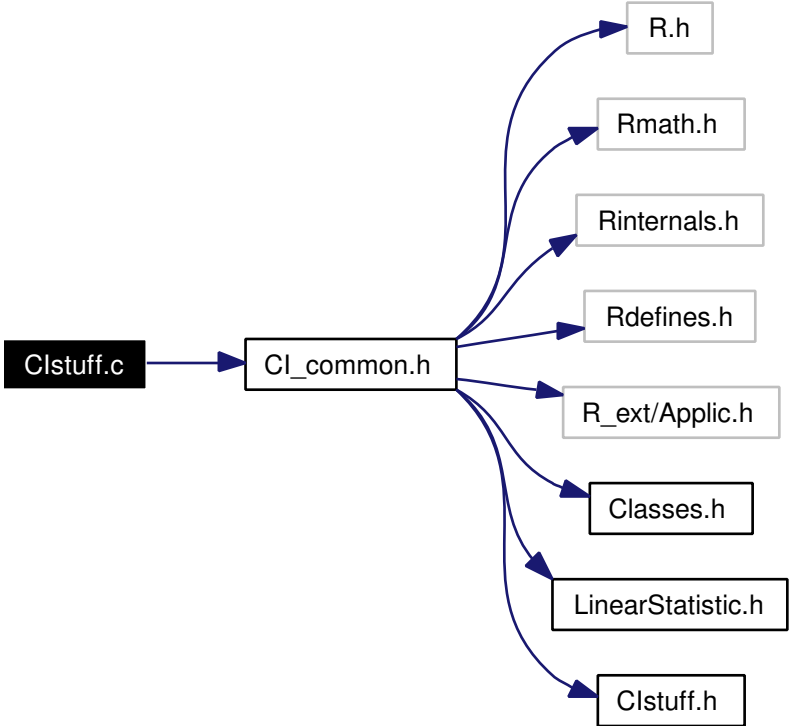 R.h
Rmath.h
Rinternals.h
Rdefines.h
CIstuff.c
CI_common.h
R_ext/Applic.h
Classes.h
LinearStatistic.h
CIstuff.h